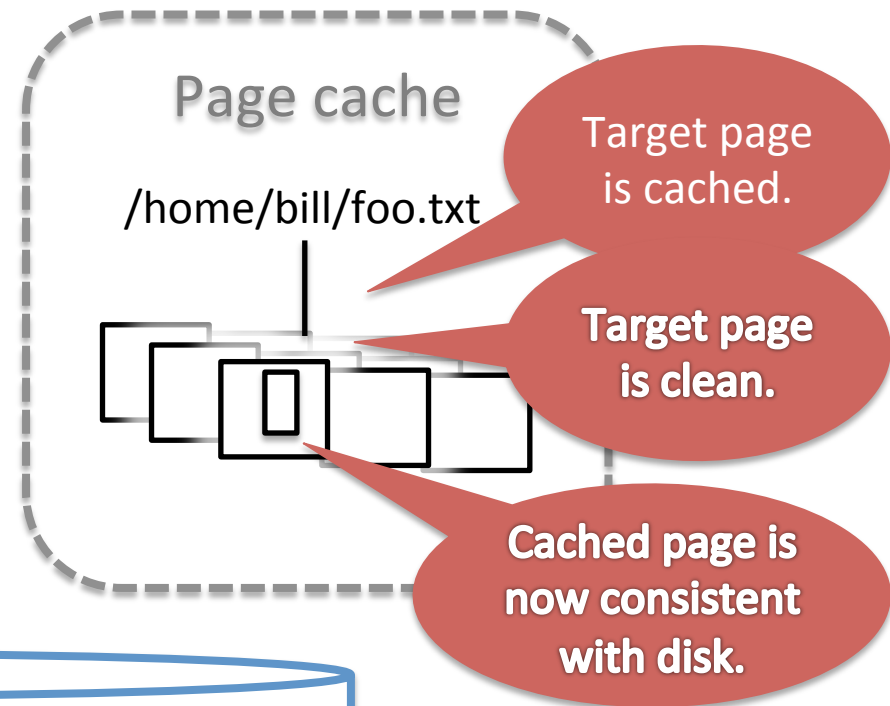 Page cache
/home/bill/foo.txt
Target page
is cached.
Target page
is clean.
Cached page is
now consistent
with disk.